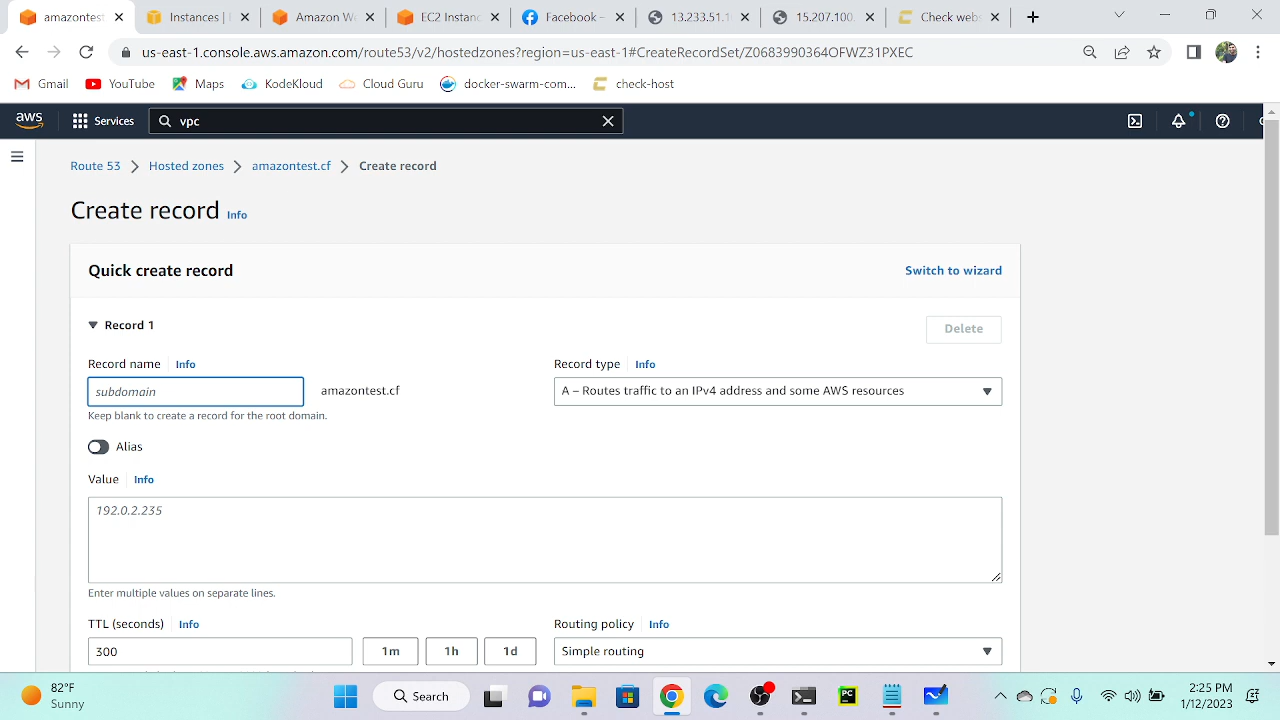 amazontest
Instances |
Amazon Wo
EC2 Instanc
Facebook –
13.233.51.1
15.207.100.
Check webs
us-east-1.console.aws.amazon.com/route53/v2/hostedzones?region=us-east-1#CreateRecordSet/Z0683990364OFWZ31PXEC
Gmail
YouTube
Maps
KodeKloud
Cloud Guru
docker-swarm-com...
check-host
aws
Services
vpc
Route 53 > Hosted zones > amazontest.cf > Create record
Create record Info
Quick create record
Switch to wizard
Record 1
Delete
Record name Info
Record type Info
subdomain
amazontest.cf
A – Routes traffic to an IPv4 address and some AWS resources
Keep blank to create a record for the root domain.
Alias
Value Info
192.0.2.235
Enter multiple values on separate lines.
TTL (seconds) Info
Routing policy Info
300
1m
1h
1d
Simple routing
82°F
Sunny
Search
PC
2:25 PM
1/12/2023